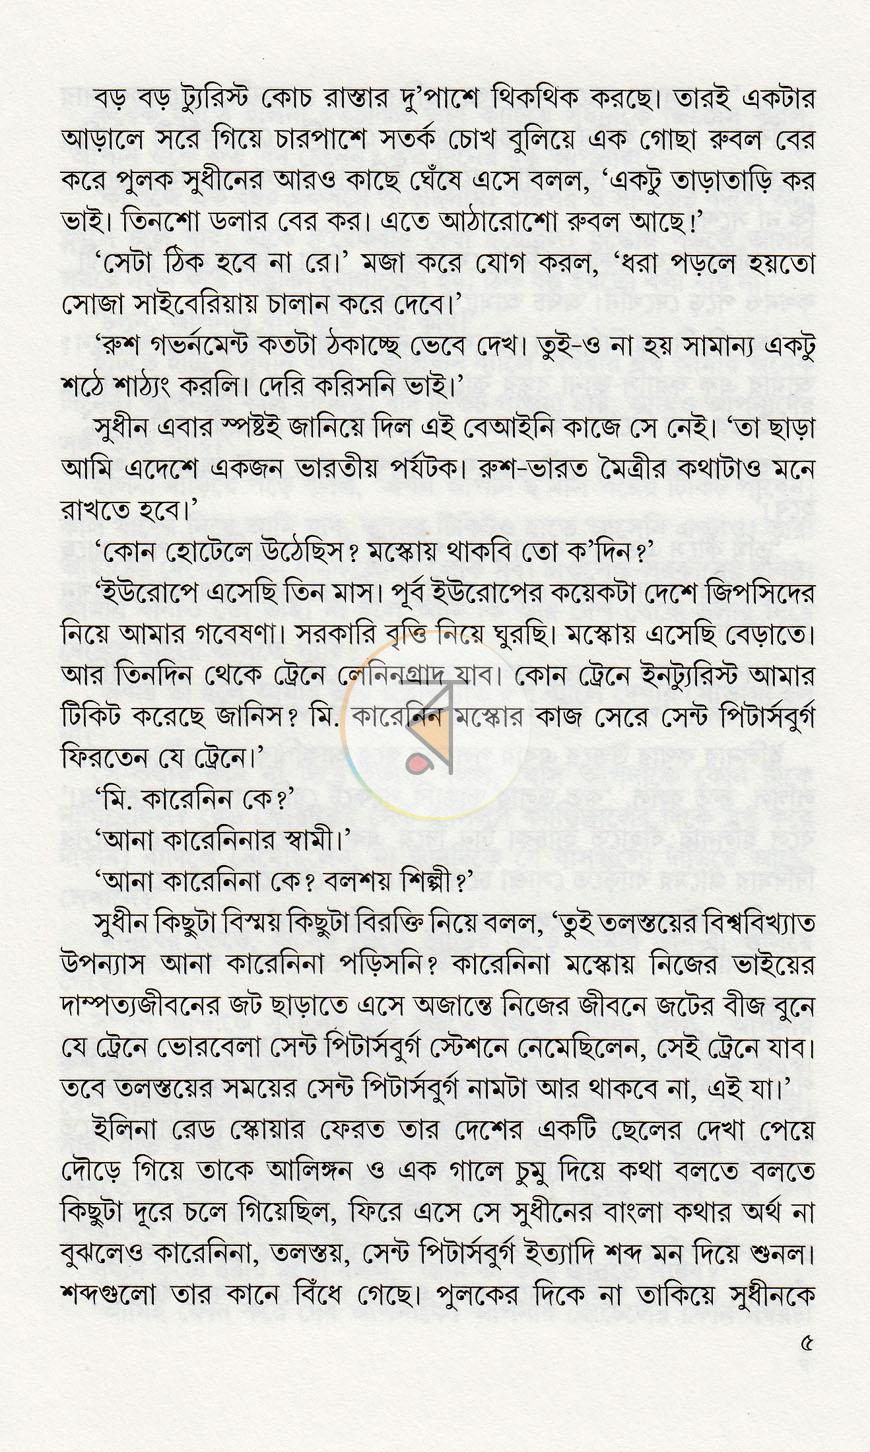 বড় বড় ট্যুরিস্ট কোচ রাস্তার দু'পাশে থিকথিক করছে। তারই একটার
আড়ালে সরে গিয়ে চারপাশে সতর্ক চোখ বুলিয়ে এক গোছা রুবল বের
করে পুলক সুধীনের আরও কাছে ঘেঁষে এসে বলল, ‘একটু তাড়াতাড়ি কর
ভাই। তিনশো ডলার বের কর। এতে আঠারোশো রুবল আছে!’
‘সেটা ঠিক হবে না রে।’ মজা করে যোগ করল, ‘ধরা পড়লে হয়তো
সোজা সাইবেরিয়ায় চালান করে দেবে।’
‘রুশ গভর্নমেন্ট কতটা ঠকাচ্ছে ভেবে দেখ। তুই-ও না হয় সামান্য একটু
শঠে শাঠ্যং করলি। দেরি করিসনি ভাই।’
সুধীন এবার স্পষ্টই জানিয়ে দিল এই বেআইনি কাজে সে নেই। ‘তা ছাড়া
আমি এদেশে একজন ভারতীয় পর্যটক। রুশ-ভারত মৈত্রীর কথাটাও মনে
রাখতে হবে।’
‘কোন হোটেলে উঠেছিস? মস্কোয় থাকবি তো ক'দিন?’
‘ইউরোপে এসেছি তিন মাস। পূর্ব ইউরোপের কয়েকটা দেশে জিপসিদের
নিয়ে আমার গবেষণা। সরকারি বৃত্তি নিয়ে ঘুরছি। মস্কোয় এসেছি বেড়াতে।
আর তিনদিন থেকে ট্রেনে লেনিনগ্রাদ যাব। কোন ট্রেনে ইনট্যুরিস্ট আমার
টিকিট করেছে জানিস? মি. কারেনিন মস্কোর কাজ সেরে সেন্ট পিটার্সবুর্গ
ফিরতেন যে ট্রেনে।’
‘মি. কারেনিন কে?’
‘আনা কারেনিনার স্বামী।’
‘আনা কারেনিনা কে? বলশয় শিল্পী?’
সুধীন কিছুটা বিস্ময় কিছুটা বিরক্তি নিয়ে বলল, ‘তুই তলস্তয়ের বিশ্ববিখ্যাত
উপন্যাস আনা কারেনিনা পড়িসনি? কারেনিনা মস্কোয় নিজের ভাইয়ের
দাম্পত্যজীবনের জট ছাড়াতে এসে অজান্তে নিজের জীবনে জটের বীজ বুনে
যে ট্রেনে ভোরবেলা সেন্ট পিটার্সবুর্গ স্টেশনে নেমেছিলেন, সেই ট্রেনে যাব।
তবে তলস্তয়ের সময়ের সেন্ট পিটার্সবুর্গ নামটা আর থাকবে না, এই যা।’
ইলিনা রেড স্কোয়ার ফেরত তার দেশের একটি ছেলের দেখা পেয়ে
দৌড়ে গিয়ে তাকে আলিঙ্গন ও এক গালে চুমু দিয়ে কথা বলতে বলতে
কিছুটা দূরে চলে গিয়েছিল, ফিরে এসে সে সুধীনের বাংলা কথার অর্থ না
বুঝলেও কারেনিনা, তলস্তয়, সেন্ট পিটার্সবুর্গ ইত্যাদি শব্দ মন দিয়ে শুনল।
শব্দগুলো তার কানে বিঁধে গেছে। পুলকের দিকে না তাকিয়ে সুধীনকে
৫